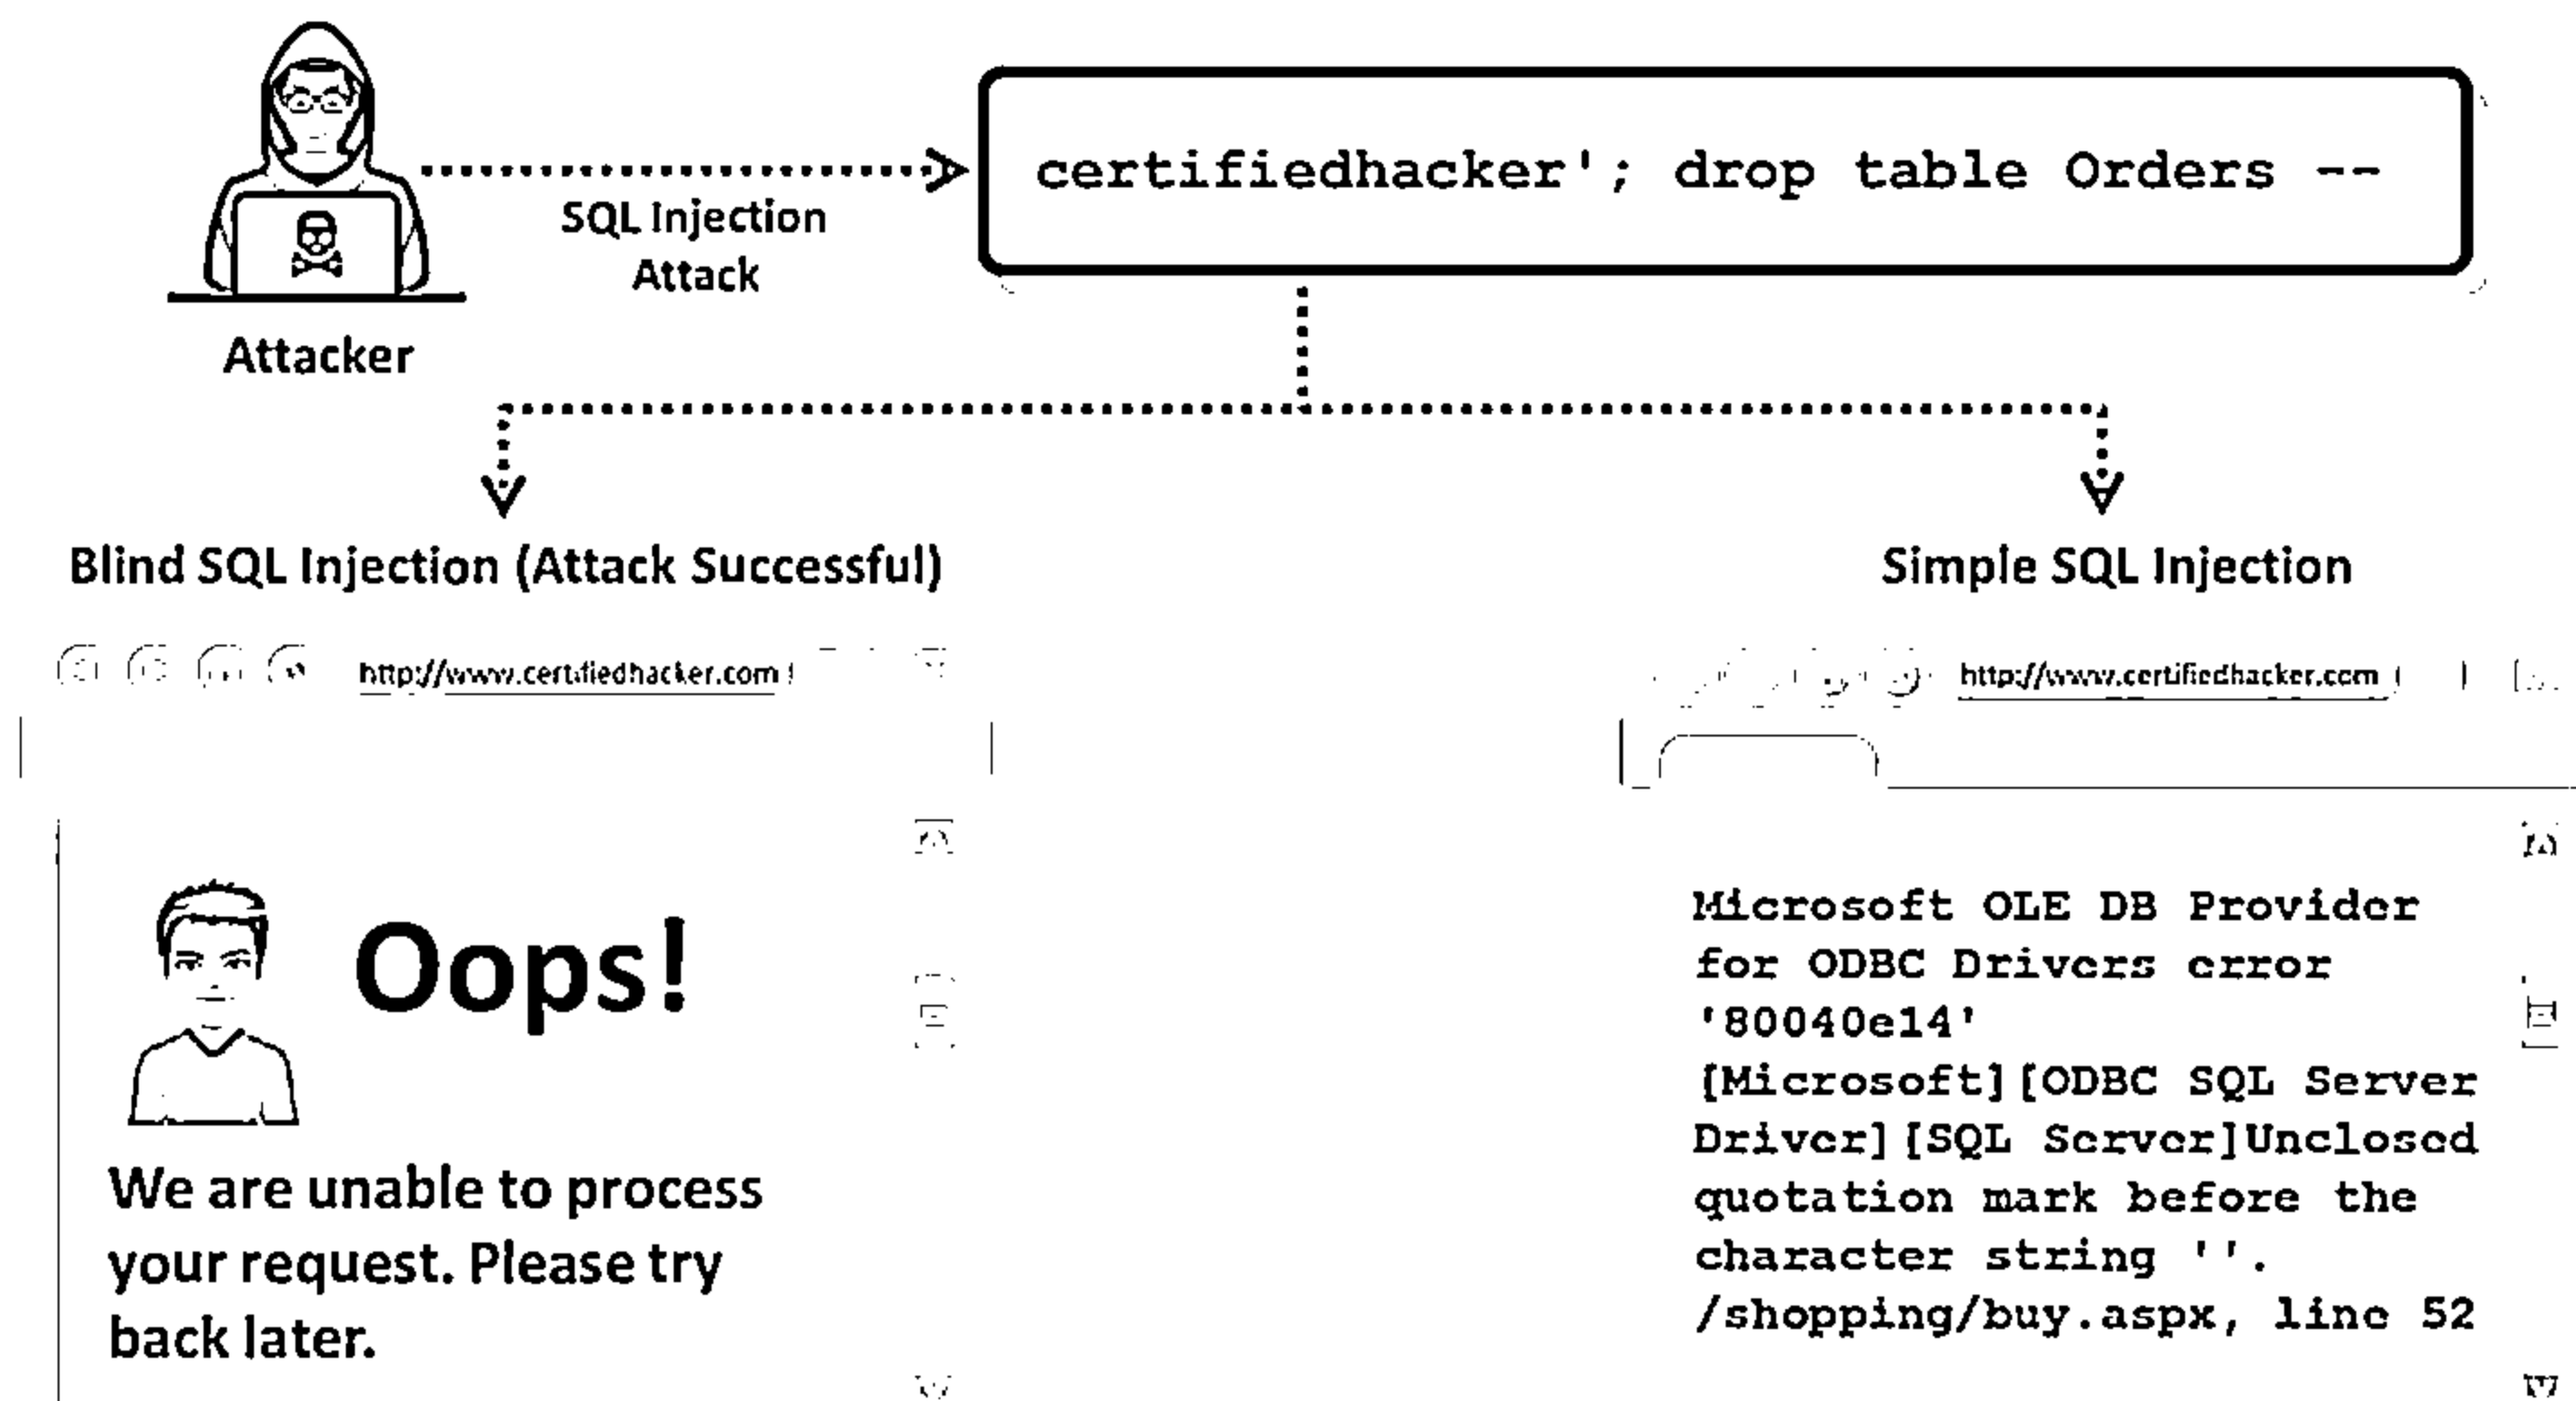 certifiedhacker'; drop table Orders --
SQL Injection
Attack
Attacker
Blind SQL Injection (Attack Successful)
Simple SQL Injection
http://www.certifiedhacker.com
http://www.certifiedhacker.com
Oops!
We are unable to process
your request. Please try
back later.
Microsoft OLE DB Provider
for ODBC Drivers error
'80040e14'
[Microsoft][ODBC SQL Server
Driver][SQL Server]Unclosed
quotation mark before the
character string ''.
/shopping/buy.aspx, line 52